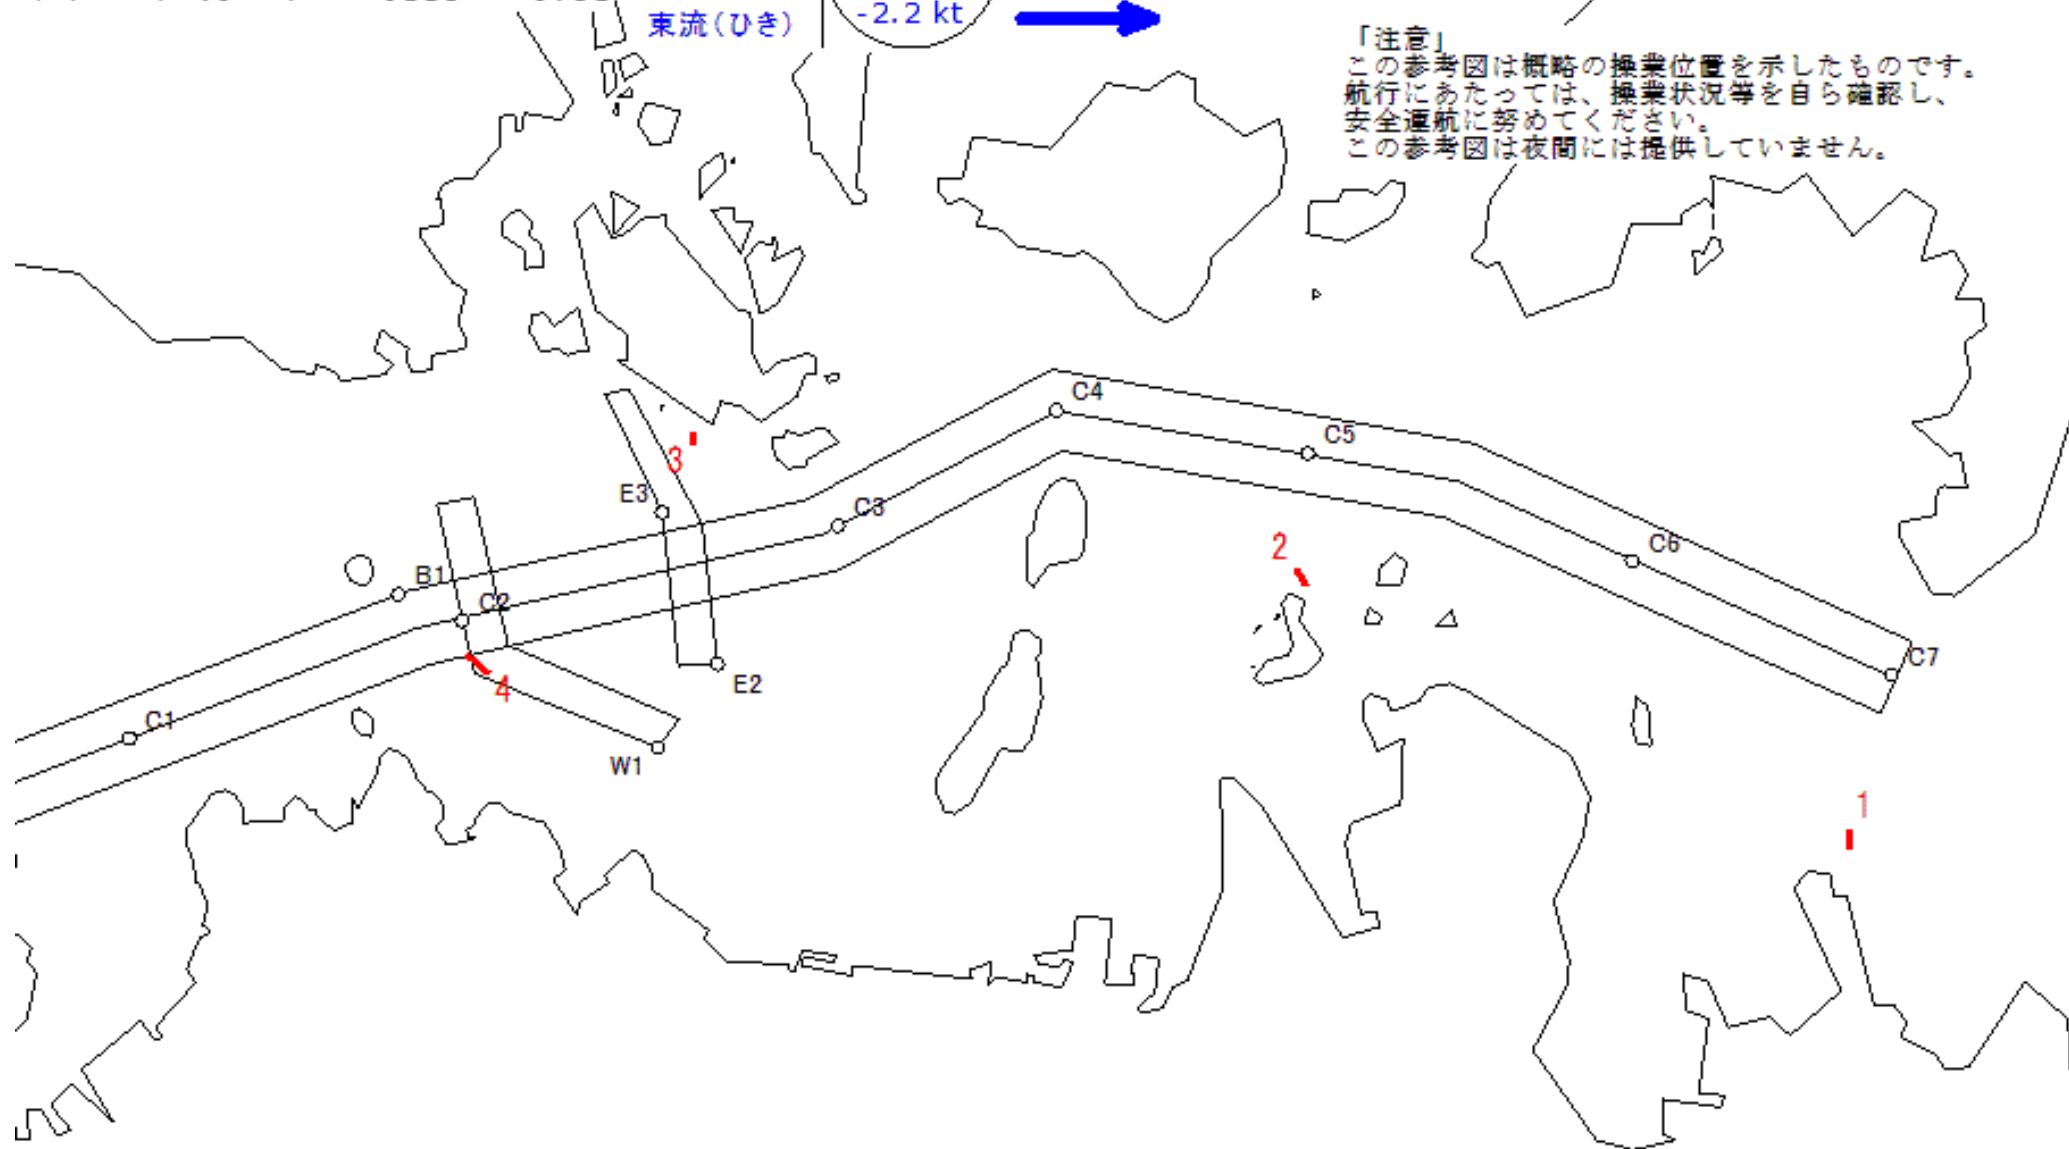 東流(ひき)
-2.2 kt
「注意」
この参考図は概略の操業位置を示したものです。
航行にあたっては、操業状況等を自ら確認し、
安全運航に努めてください。
この参考図は夜間には提供していません。
C4
C5
3
E3
C3
2
C6
B1
C2
C7
E2
4
C1
W1
1